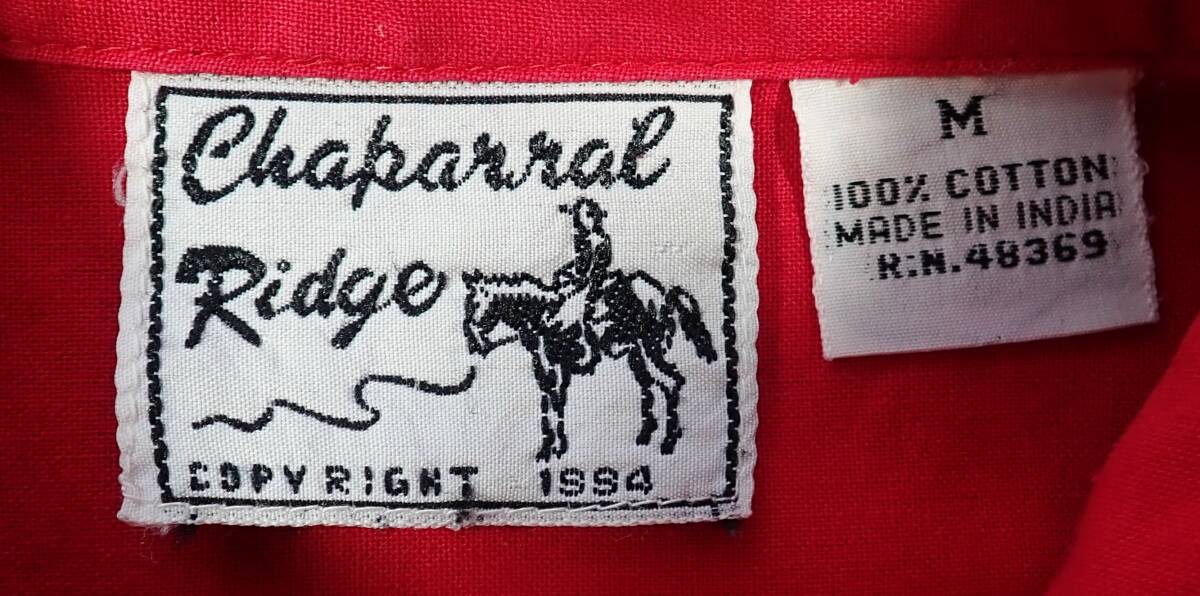 Chaparral
Ridge
COPYRIGHT 1994
M
100% COTTON
MADE IN INDIA
R.N. 48369